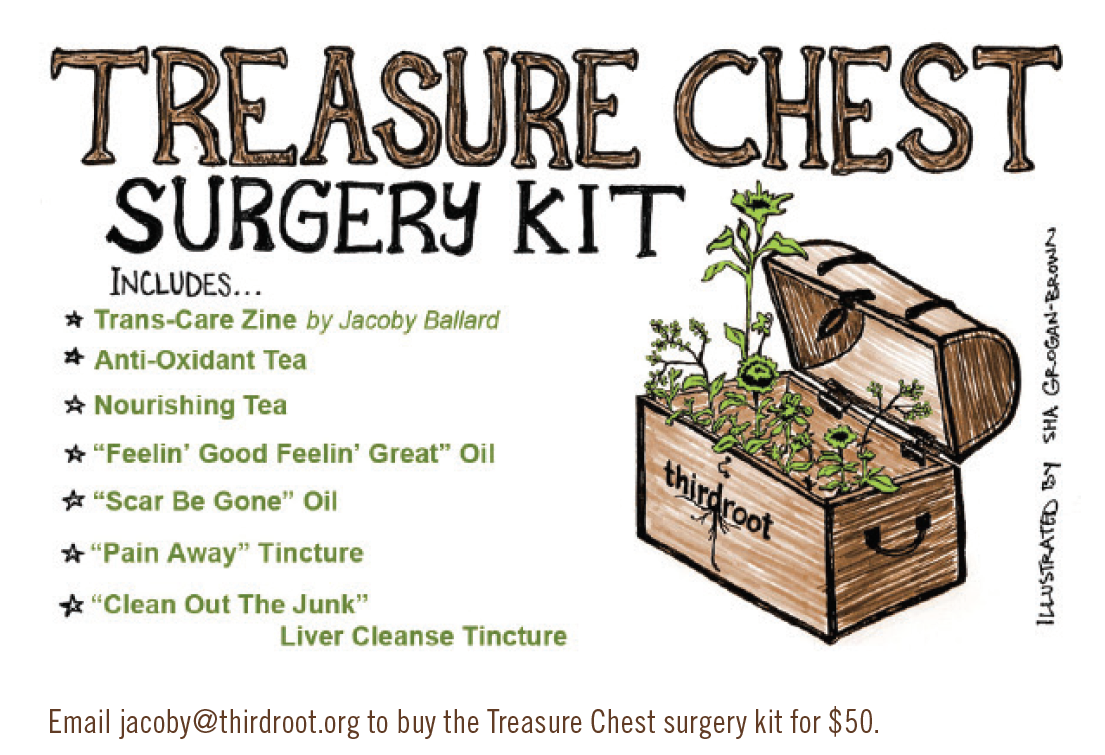 TREASURE CHEST
SURGERY KIT
INCLUDES...
Trans-Care Zine by Jacoby Ballard
Anti-Oxidant Tea
Nourishing Tea
“Feelin’ Good Feelin’ Great” Oil
“Scar Be Gone” Oil
“Pain Away” Tincture
“Clean Out The Junk”
Liver Cleanse Tincture
thirdroot
ILLUSTRATED BY SHA GROGAN-BROWN
Email jacoby@thirdroot.org to buy the Treasure Chest surgery kit for $50.